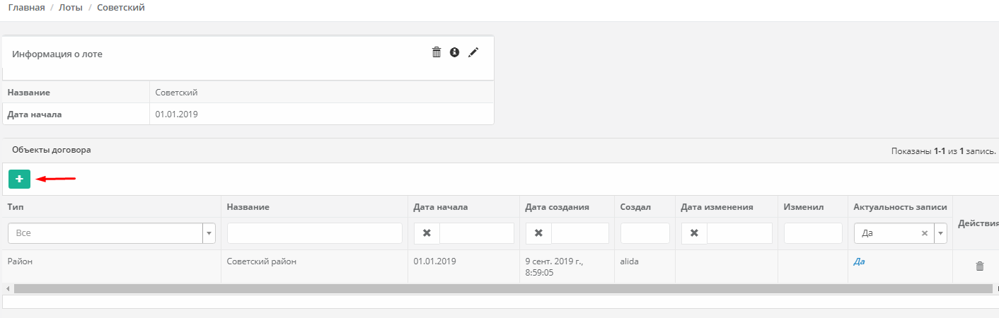 Главная / Лоты / Советский
Информация о лоте
Название Советский
Дата начала 01.01.2019
Объекты договора
Показаны 1-1 из 1 запись.
Тип Название Дата начала Дата создания Создал Дата изменения Изменил Актуальность записи Действия
Все Да
Район Советский район 01.01.2019 9 сент. 2019 г., alida Да
8:59:05